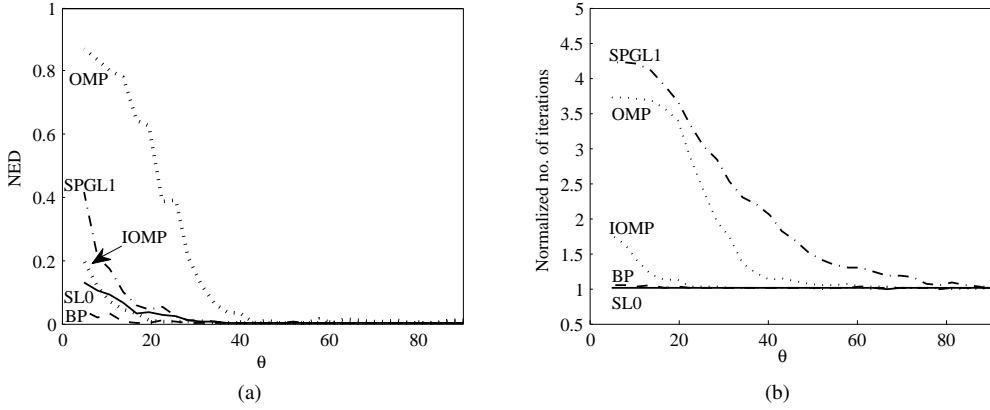 1
0.8
0.6
0.4
0.2
0
NED
OMP
SPGL1
IOMP
SL0
BP
0 20 40 60 80
θ
(a)
5
4.5
4
3.5
3
2.5
2
1.5
1
0.5
Normalized no. of iterations
SPGL1
OMP
IOMP
BP
SL0
0 20 40 60 80
θ
(b)